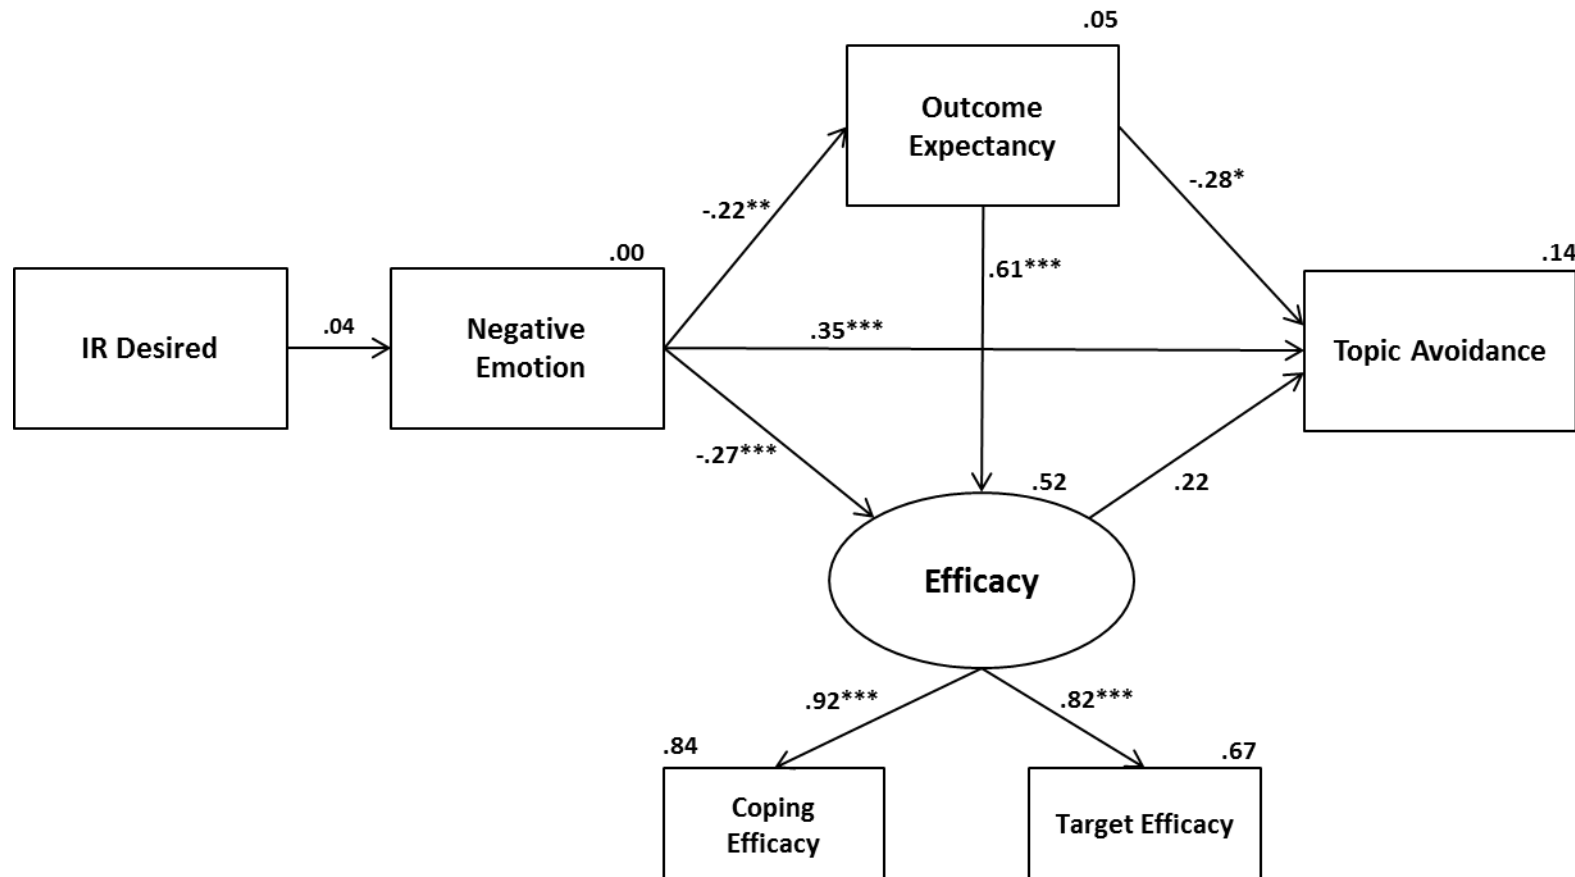 .05
Outcome
Expectancy
-.28*
-.22**
.00
.14
.61***
IR Desired
.04
Negative
Emotion
.35***
Topic Avoidance
-.27***
.52
.22
Efficacy
.92***
.82***
.84
.67
Coping
Efficacy
Target Efficacy